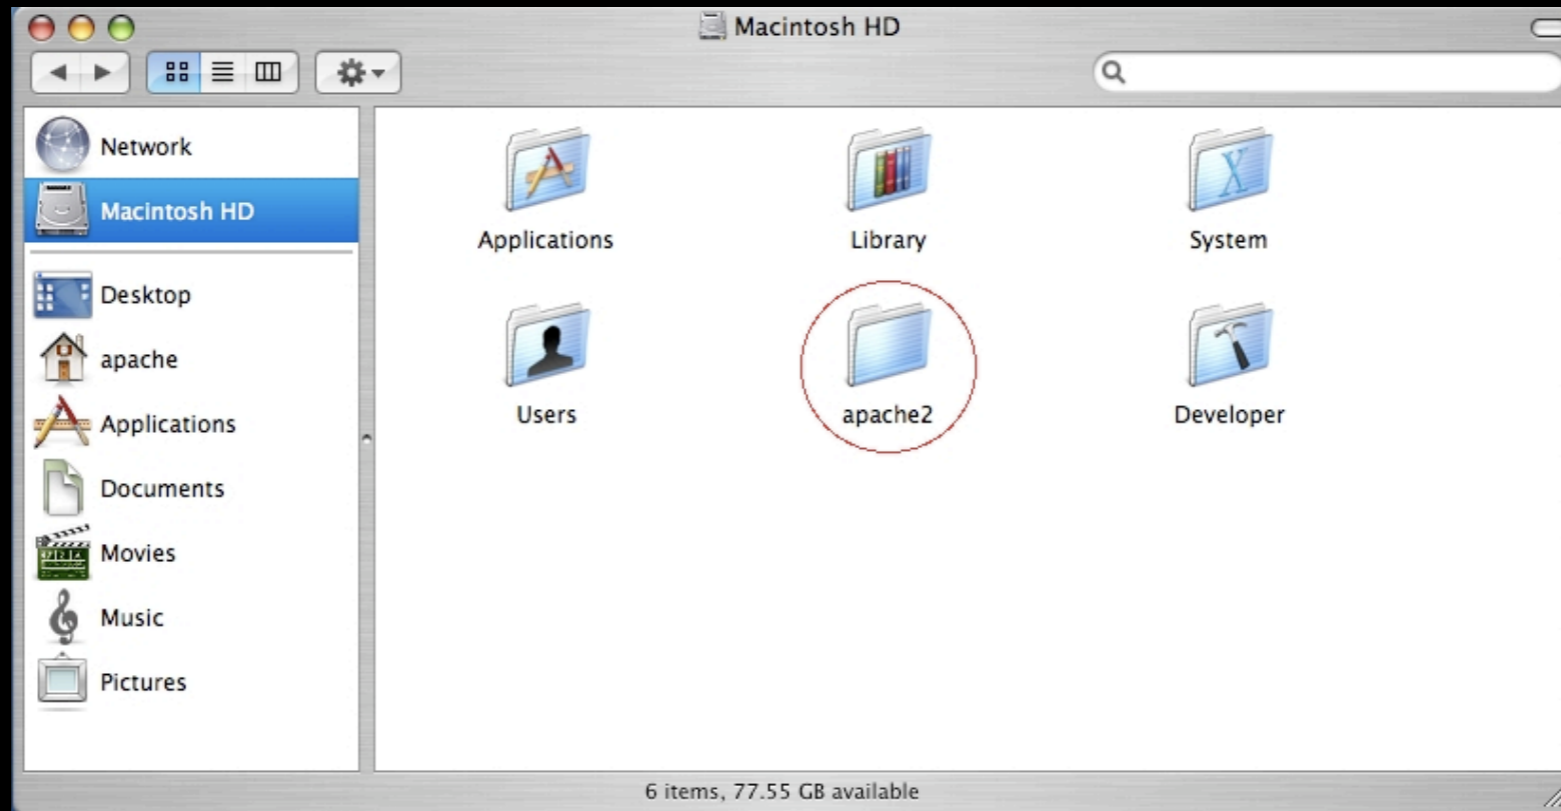 Macintosh HD
Network
Macintosh HD
Desktop
apache
Applications
Documents
Movies
Music
Pictures
Applications
Library
System
Users
apache2
Developer
6 items, 77.55 GB available